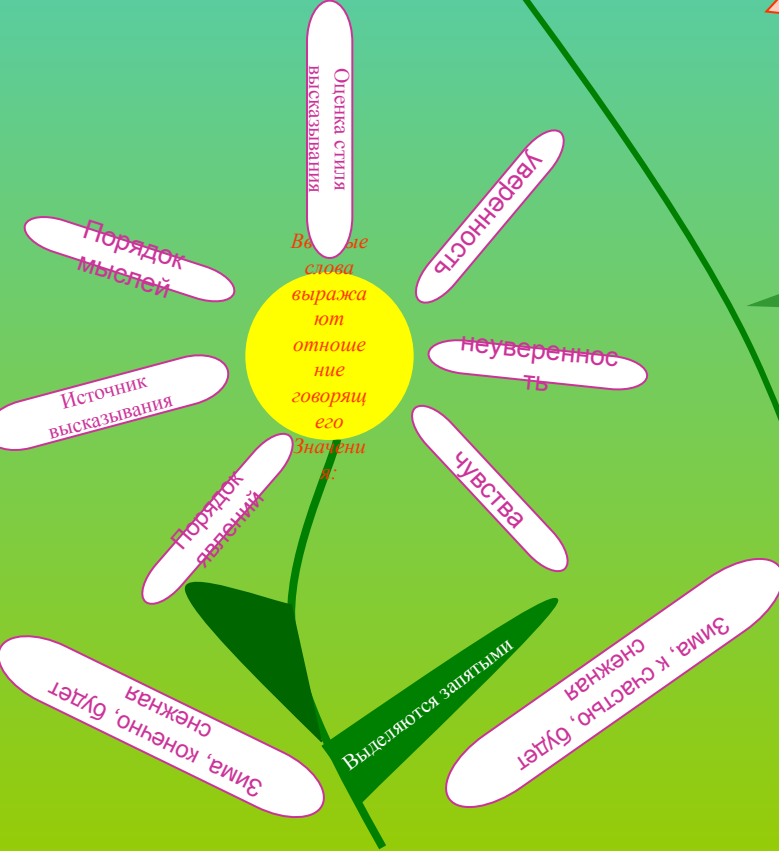 Оценка стиля
высказывания
уверенность
Порядок
мыслей
Вводные
слова
выража
ют
отноше
ние
говорящ
его
Значени
я:
неувереннос
ть
Источник
высказывания
чувства
Порядок
явлений
Выделяются запятыми
Зима, конечно, будет
снежная
Зима, к счастью, будет
снежная